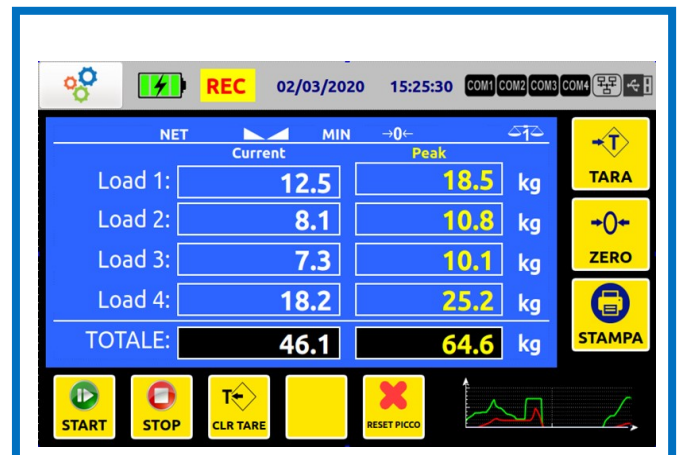 REC 02/03/2020 15:25:30 COM1 COM2 COM3 COM4
NET MIN →0← 1
Current Peak
Load 1: 12.5 18.5 kg
Load 2: 8.1 10.8 kg
Load 3: 7.3 10.1 kg
Load 4: 18.2 25.2 kg
TOTALE: 46.1 64.6 kg
→T
TARA
→0←
ZERO
STAMPA
START
STOP
T←
CLR TARE
RESET PICCO